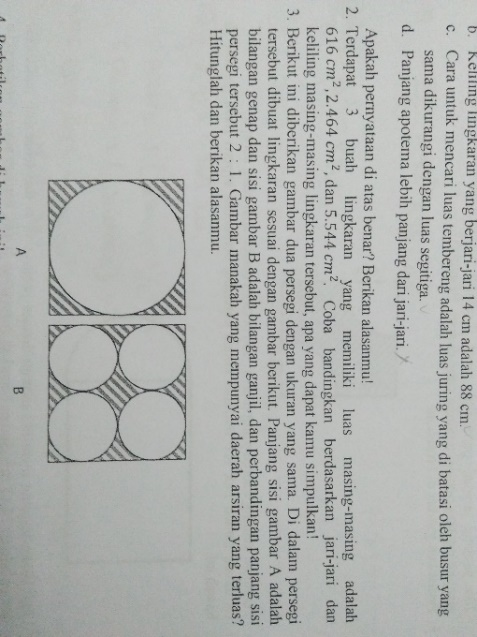 b. Keliling lingkaran yang berjari-jari 14 cm adalah 88 cm.
c. Cara untuk mencari luas tembereng adalah luas juring yang di batasi oleh busur yang
sama dikurangi dengan luas segitiga.
d. Panjang apotema lebih panjang dari jari-jari.
Apakah pernyataan di atas benar? Berikan alasanmu!
2. Terdapat 3 buah lingkaran yang memiliki luas masing-masing adalah
616 cm², 2.464 cm², dan 5.544 cm². Coba bandingkan berdasarkan jari-jari dan
keliling masing-masing lingkaran tersebut, apa yang dapat kamu simpulkan!
3. Berikut ini diberikan gambar dua persegi dengan ukuran yang sama. Di dalam persegi
tersebut dibuat lingkaran sesuai dengan gambar berikut. Panjang sisi gambar A adalah
bilangan genap dan sisi gambar B adalah bilangan ganjil, dan perbandingan panjang sisi
persegi tersebut 2 : 1. Gambar manakah yang mempunyai daerah arsiran yang terluas?
Hitunglah dan berikan alasanmu.
A B
4. Perhatikan gambar di